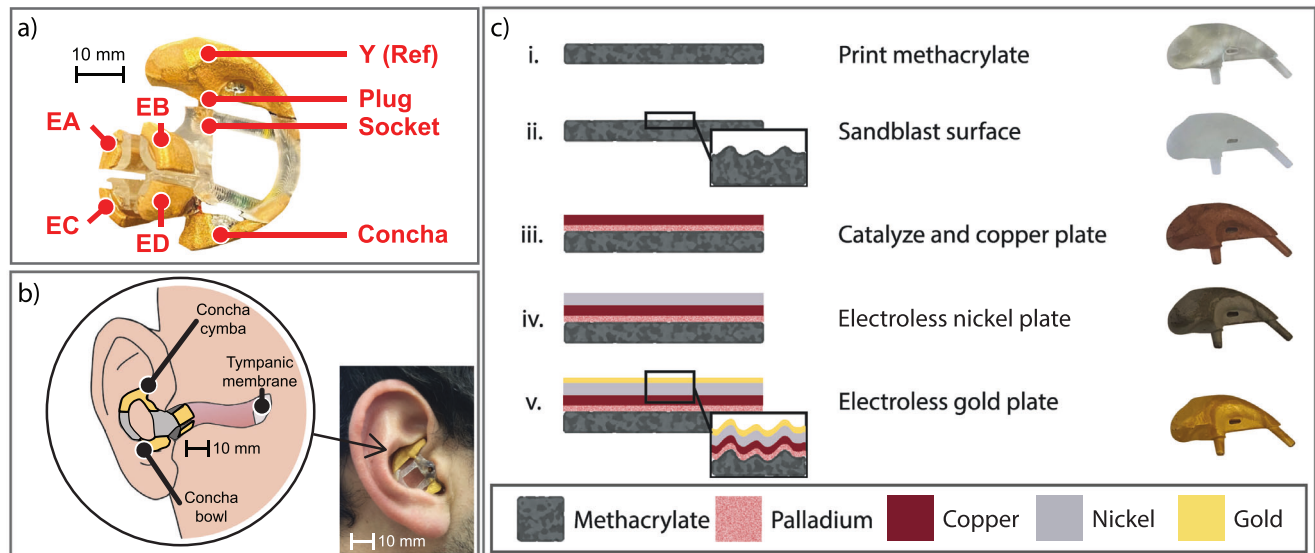 a)
10 mm
Y (Ref)
Plug
Socket
EB
EA
EC
ED
Concha
b)
Concha
cymba
Tympanic
membrane
10 mm
Concha
bowl
10 mm
c)
i. Print methacrylate
ii. Sandblast surface
iii. Catalyze and copper plate
iv. Electroless nickel plate
v. Electroless gold plate
Methacrylate Palladium Copper Nickel Gold